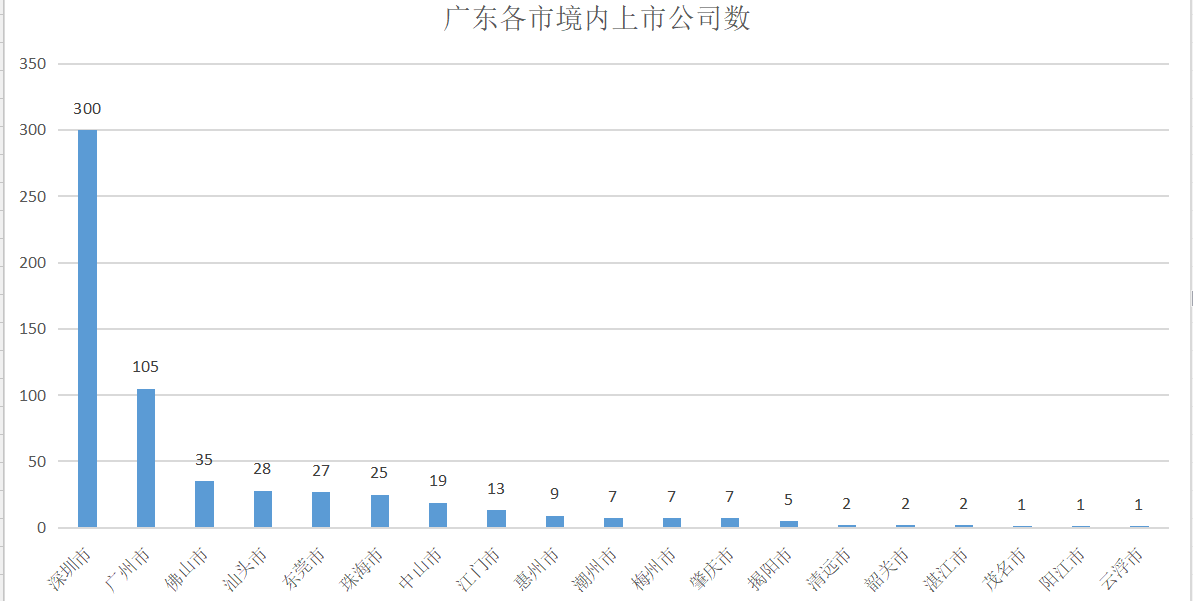 广东各市境内上市公司数
350
300
250
200
150
100
50
0
300
105
35
28
27
25
19
13
9
7
7
7
5
2
2
2
1
1
1
深圳市
广州市
佛山市
汕头市
东莞市
珠海市
中山市
江门市
惠州市
潮州市
梅州市
肇庆市
揭阳市
清远市
韶关市
湛江市
茂名市
阳江市
云浮市